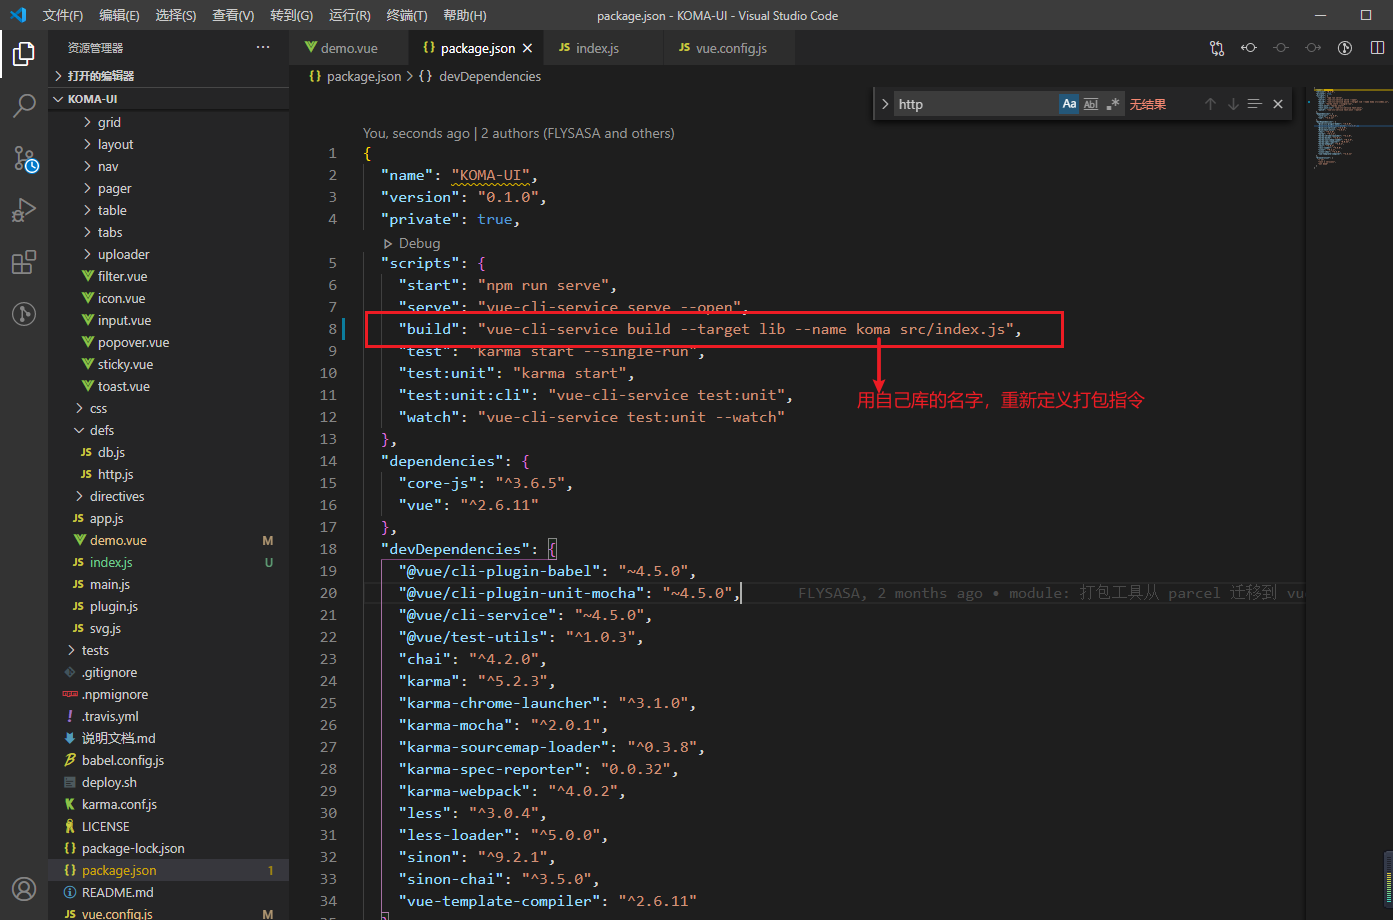 文件(F) 编辑(E) 选择(S) 查看(V) 转到(G) 运行(R) 终端(T) 帮助(H) package.json - KOMA-UI - Visual Studio Code
资源管理器 ···
打开的编辑器
KOMA-UI
grid
layout
nav
pager
table
tabs
uploader
filter.vue
icon.vue
input.vue
popover.vue
sticky.vue
toast.vue
css
defs
JS db.js
JS http.js
directives
JS app.js
demo.vue M
JS index.js U
JS main.js
JS plugin.js
JS svg.js
tests
.gitignore
.npmignore
! .travis.yml
说明文档.md
babel.config.js
deploy.sh
K karma.conf.js
LICENSE
{} package-lock.json
{} package.json 1
README.md
JS vue.config.js M
demo.vue {} package.json × JS index.js JS vue.config.js
{} package.json > {} devDependencies
http Aa Abl .* 无结果
You, seconds ago | 2 authors (FLYSASA and others)
1 {
2 "name": "KOMA-UI",
3 "version": "0.1.0",
4 "private": true,
Debug
5 "scripts": {
6 "start": "npm run serve",
7 "serve": "vue-cli-service serve --open",
8 "build": "vue-cli-service build --target lib --name koma src/index.js",
9 "test": "karma start --single-run",
10 "test:unit": "karma start",
11 "test:unit:cli": "vue-cli-service test:unit",
12 "watch": "vue-cli-service test:unit --watch"
用自己库的名字，重新定义打包指令
13 },
14 "dependencies": {
15 "core-js": "^3.6.5",
16 "vue": "^2.6.11"
17 },
18 "devDependencies": {
19 "@vue/cli-plugin-babel": "~4.5.0",
20 "@vue/cli-plugin-unit-mocha": "~4.5.0", FLYSASA, 2 months ago • module: 打包工具从 parcel 迁移到 vu
21 "@vue/cli-service": "~4.5.0",
22 "@vue/test-utils": "^1.0.3",
23 "chai": "^4.2.0",
24 "karma": "^5.2.3",
25 "karma-chrome-launcher": "^3.1.0",
26 "karma-mocha": "^2.0.1",
27 "karma-sourcemap-loader": "^0.3.8",
28 "karma-spec-reporter": "0.0.32",
29 "karma-webpack": "^4.0.2",
30 "less": "^3.0.4",
31 "less-loader": "^5.0.0",
32 "sinon": "^9.2.1",
33 "sinon-chai": "^3.5.0",
34 "vue-template-compiler": "^2.6.11"